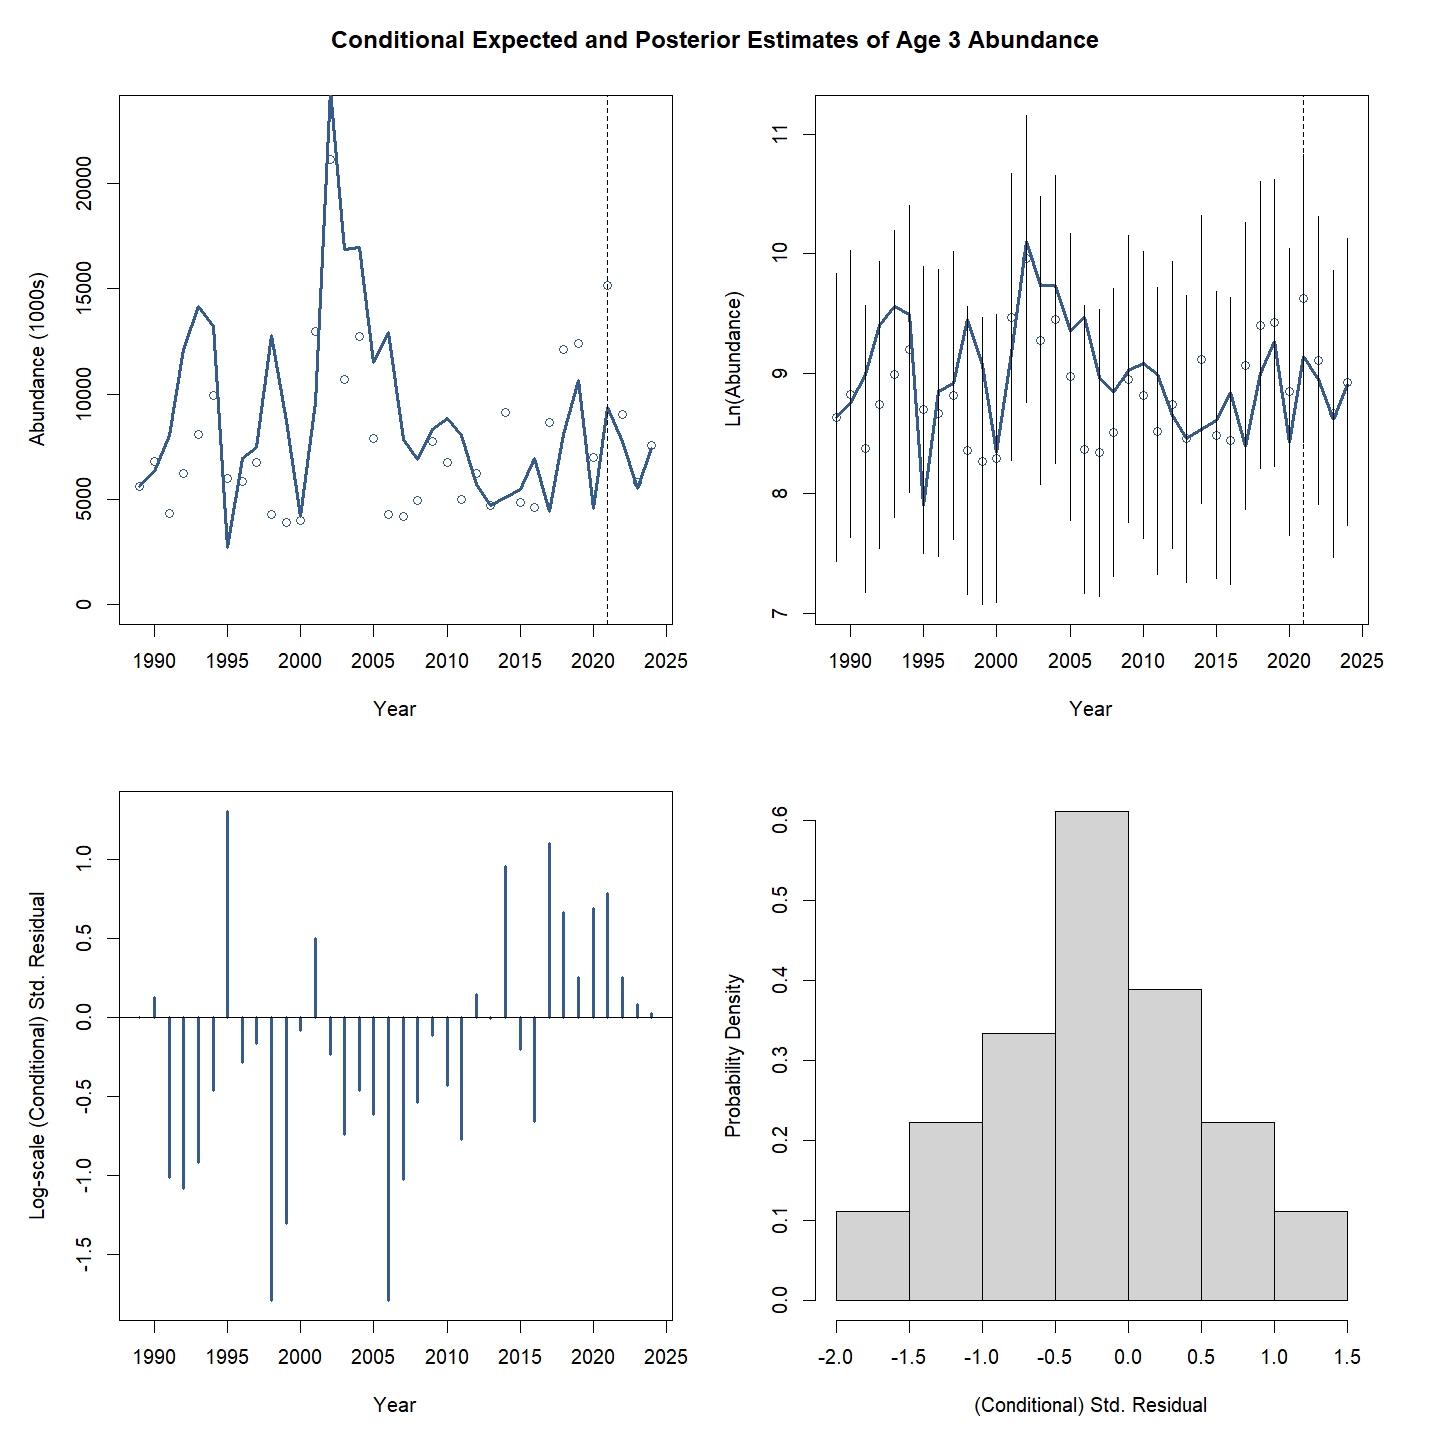 Conditional Expected and Posterior Estimates of Age 3 Abundance
Abundance (1000s)
20000
15000
10000
5000
0
1990 1995 2000 2005 2010 2015 2020 2025
Year
Ln(Abundance)
11
10
9
8
7
1990 1995 2000 2005 2010 2015 2020 2025
Year
Log-scale (Conditional) Std. Residual
1.0
0.5
0.0
-0.5
-1.0
-1.5
1990 1995 2000 2005 2010 2015 2020 2025
Year
Probability Density
0.6
0.5
0.4
0.3
0.2
0.1
0.0
-2.0 -1.5 -1.0 -0.5 0.0 0.5 1.0 1.5
(Conditional) Std. Residual